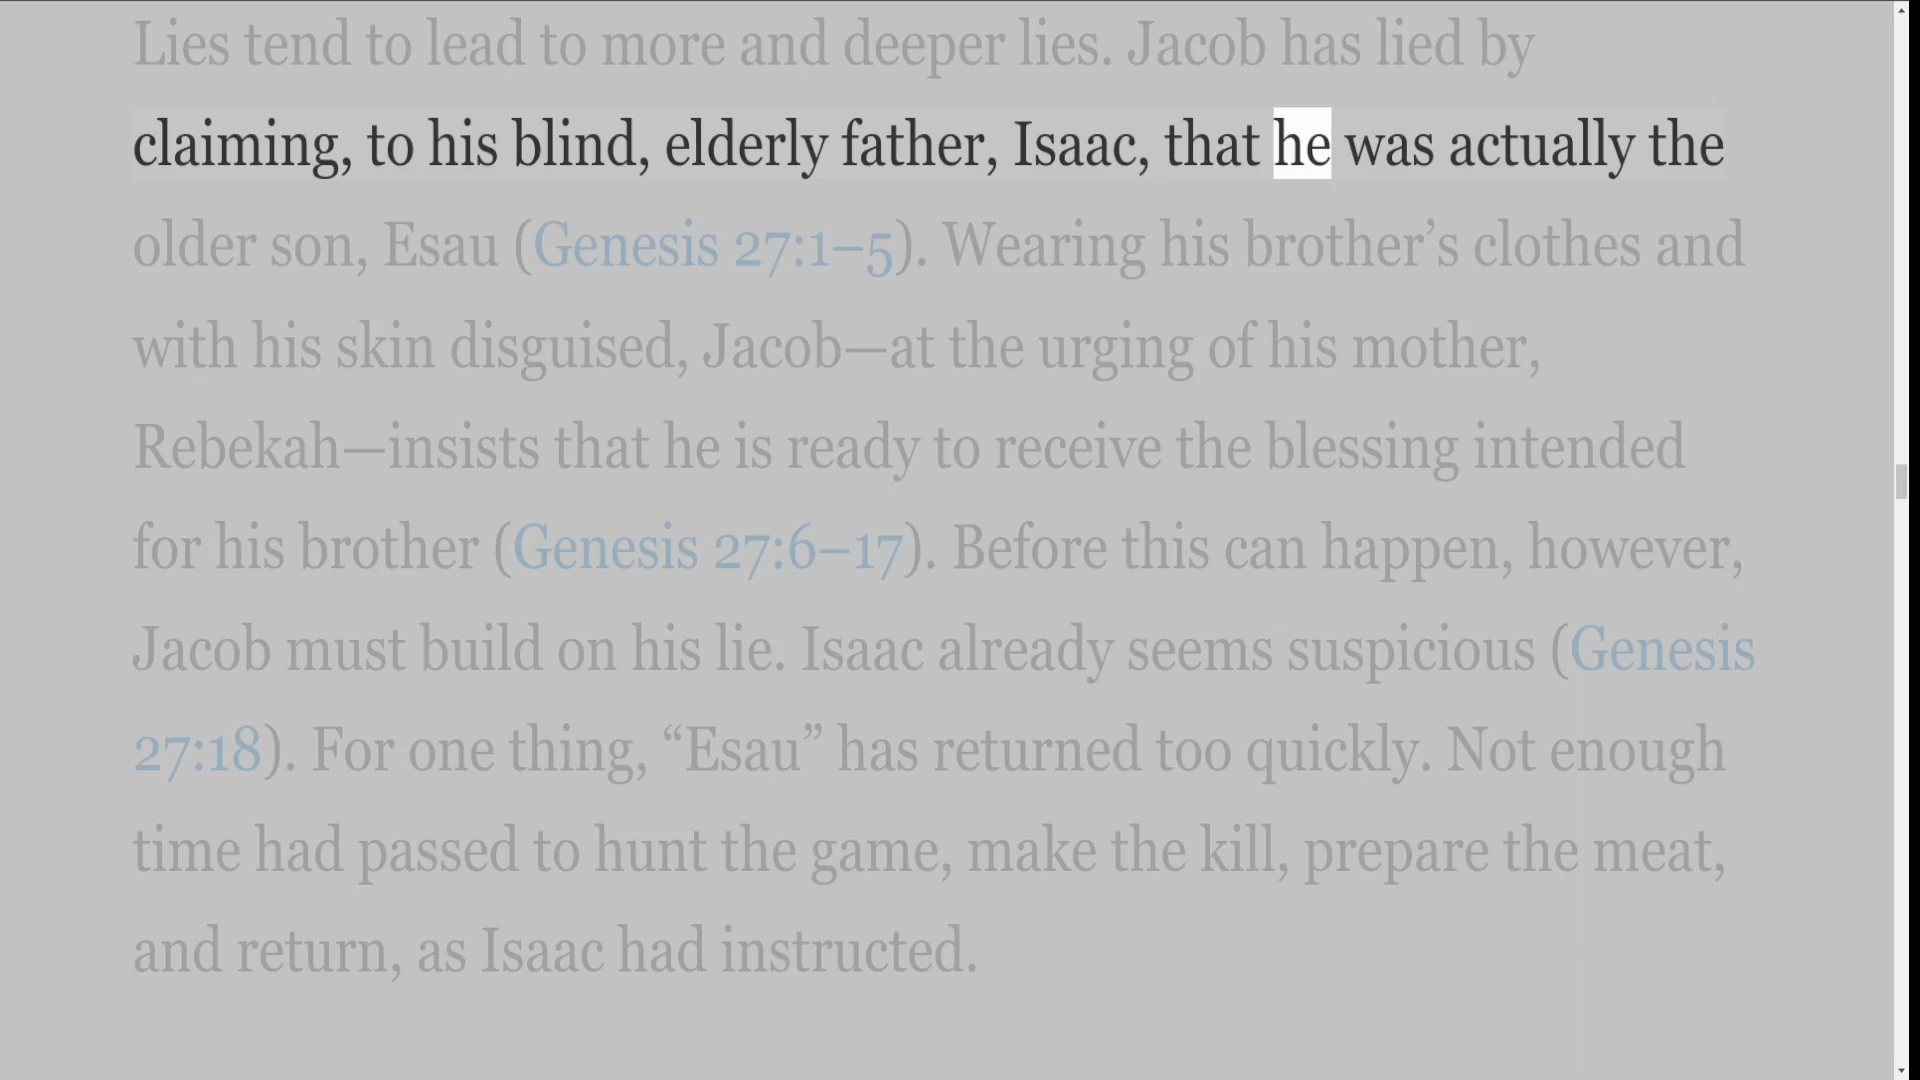 Lies tend to lead to more and deeper lies. Jacob has lied by
claiming, to his blind, elderly father, Isaac, that he was actually the
older son, Esau (Genesis 27:1–5). Wearing his brother’s clothes and
with his skin disguised, Jacob—at the urging of his mother,
Rebekah—insists that he is ready to receive the blessing intended
for his brother (Genesis 27:6–17). Before this can happen, however,
Jacob must build on his lie. Isaac already seems suspicious (Genesis
27:18). For one thing, “Esau” has returned too quickly. Not enough
time had passed to hunt the game, make the kill, prepare the meat,
and return, as Isaac had instructed.